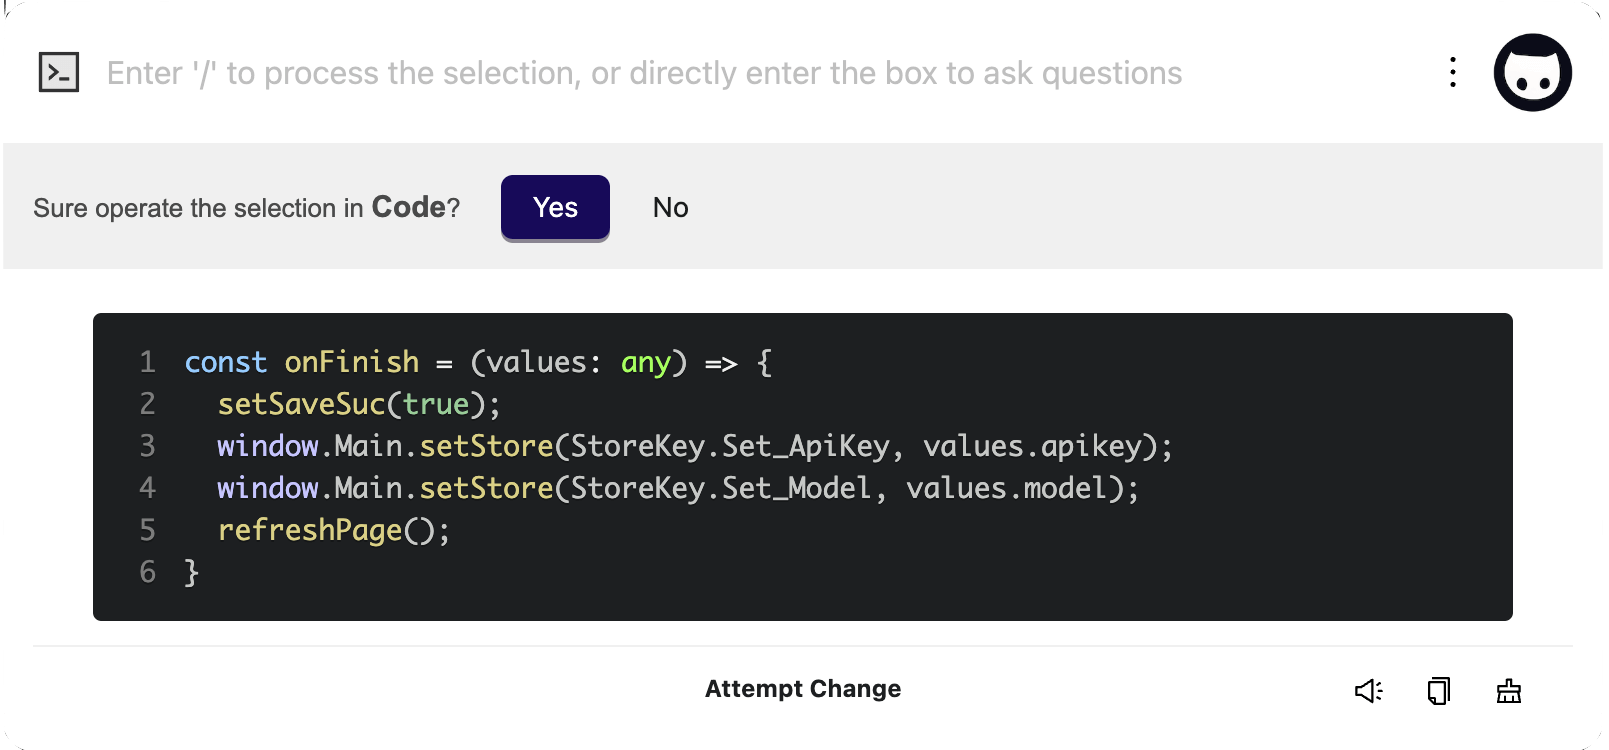 Enter '/' to process the selection, or directly enter the box to ask questions
Sure operate the selection in Code? Yes No
1 const onFinish = (values: any) => {
2   setSaveSuc(true);
3   window.Main.setStore(StoreKey.Set_ApiKey, values.apikey);
4   window.Main.setStore(StoreKey.Set_Model, values.model);
5   refreshPage();
6 }
Attempt Change